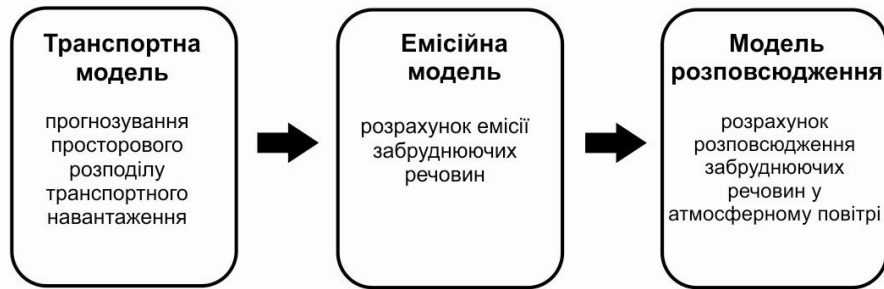 Транспортна
модель
прогнозування
просторового
розподілу
транспортного
навантаження
Емісійна
модель
розрахунок емісії
забруднюючих
речовин
Модель
розповсюдження
розрахунок
розповсюдження
забруднюючих
речовин у
атмосферному повітрі